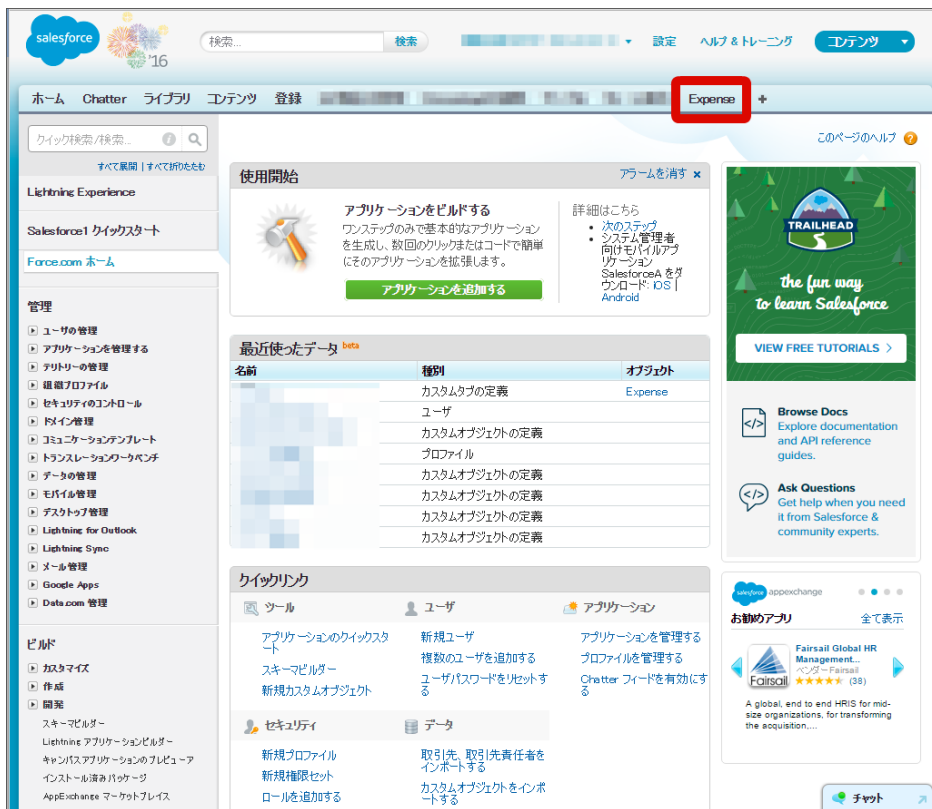 salesforce
'16
検索...
検索
設定
ヘルプ & トレーニング
コンテンツ
ホーム Chatter ライブラリ コンテンツ 登録
Expense +
クイック検索/検索...
すべて展開 | すべて折りたたむ
Lightning Experience
Salesforce1 クイックスタート
Force.com ホーム
管理
ユーザの管理
アプリケーションを管理する
テリトリーの管理
組織プロファイル
セキュリティのコントロール
ドメイン管理
コミュニケーションテンプレート
トランスレーションワークベンチ
データの管理
モバイル管理
デスクトップ管理
Lightning for Outlook
Lightning Sync
メール管理
Google Apps
Data.com 管理
ビルド
カスタマイズ
作成
開発
スキーマビルダー
Lightning アプリケーションビルダー
キャンバスアプリケーションのプレビューア
インストール済みパッケージ
AppExchange マーケットプレイス
このページのヘルプ
使用開始
アラームを消す ×
アプリケーションをビルドする
ワンステップのみで基本的なアプリケーション
を生成し、数回のクリックまたはコードで簡単
にそのアプリケーションを拡張します。
アプリケーションを追加する
詳細はこちら
次のステップ
システム管理者
向けモバイルアプ
リケーション
SalesforceA をダ
ウンロード: iOS |
Android
最近使ったデータ beta
名前 種別 オブジェクト
カスタムタブの定義 Expense
ユーザ
カスタムオブジェクトの定義
プロファイル
カスタムオブジェクトの定義
カスタムオブジェクトの定義
カスタムオブジェクトの定義
カスタムオブジェクトの定義
クイックリンク
ツール
アプリケーションのクイックスタ
ート
スキーマビルダー
新規カスタムオブジェクト
ユーザ
新規ユーザ
複数のユーザを追加する
ユーザパスワードをリセットす
る
アプリケーション
アプリケーションを管理する
プロファイルを管理する
Chatter フィードを有効にす
る
セキュリティ
新規プロファイル
新規権限セット
ロールを追加する
データ
取引先、取引先責任者を
インポートする
カスタムオブジェクトをインポ
ートする
TRAILHEAD
the fun way
to learn Salesforce
VIEW FREE TUTORIALS >
Browse Docs
Explore documentation
and API reference
guides.
Ask Questions
Get help when you need
it from Salesforce &
community experts.
salesforce appexchange
お勧めアプリ 全て表示
Fairsail
Fairsail Global HR
Management...
ベンダー Fairsail
(38)
A global, end to end HRIS for mid-
size organizations, for transforming
the acquisition,...
チャット